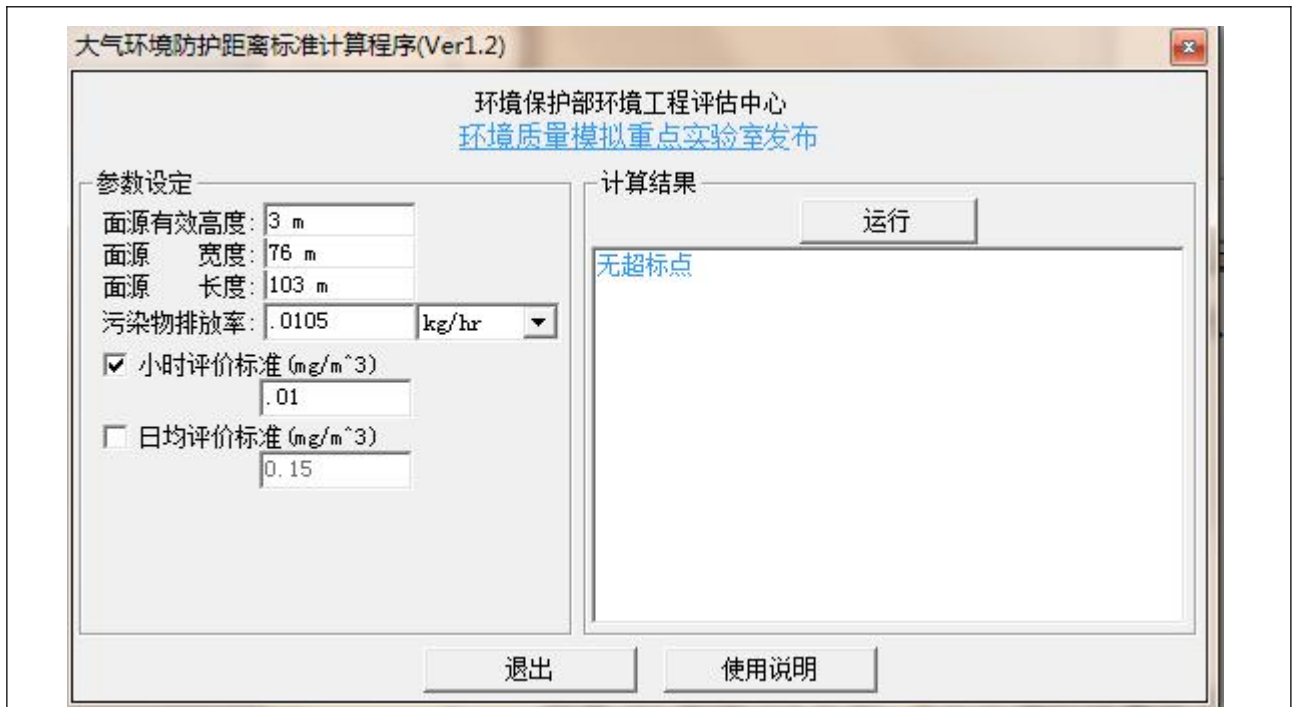 大气环境防护距离标准计算程序(Ver1.2)
环境保护部环境工程评估中心
环境质量模拟重点实验室发布
参数设定
面源有效高度: 3 m
面源 宽度: 76 m
面源 长度: 103 m
污染物排放率: .0105 kg/hr
小时评价标准(mg/m^3)
.01
日均评价标准(mg/m^3)
0.15
计算结果
运行
无超标点
退出 使用说明